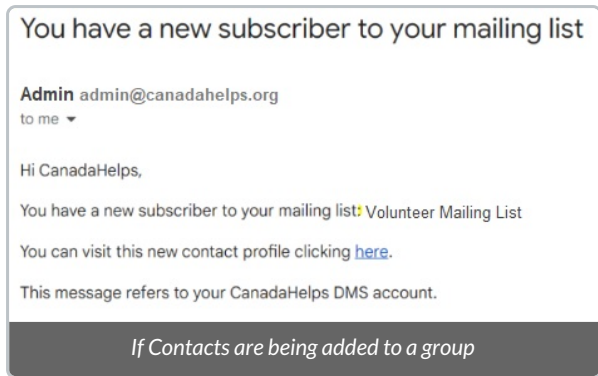 You have a new subscriber to your mailing list
Admin admin@canadahelps.org
to me
Hi CanadaHelps,
You have a new subscriber to your mailing list: Volunteer Mailing List
You can visit this new contact profile clicking here.
This message refers to your CanadaHelps DMS account.
If Contacts are being added to a group